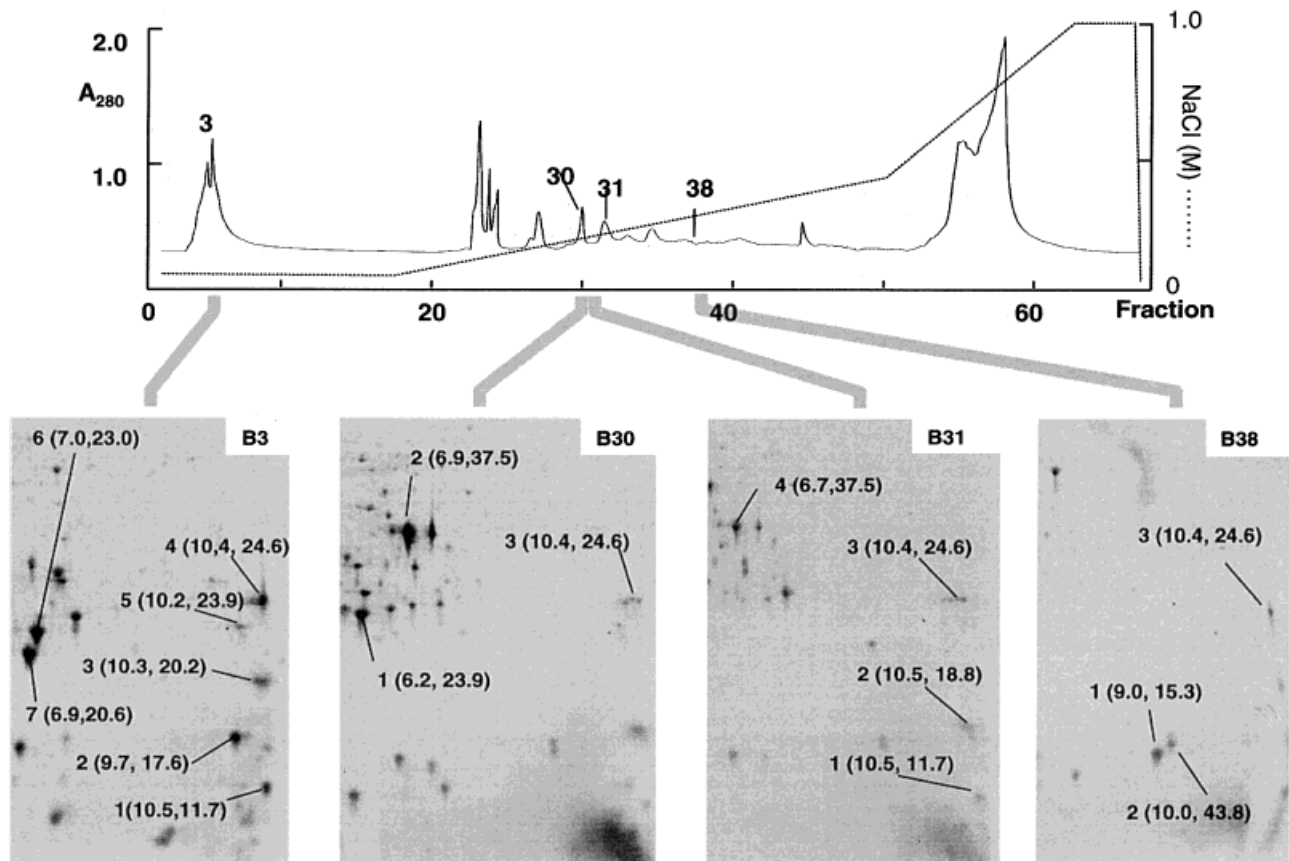 2.0
1.0
A280
1.0
NaCl (M) ........
0
3
30
31
38
0
20
40
60
Fraction
B3
6 (7.0,23.0)
4 (10,4, 24.6)
5 (10.2, 23.9)
3 (10.3, 20.2)
7 (6.9,20.6)
2 (9.7, 17.6)
1(10.5,11.7)
B30
2 (6.9,37.5)
3 (10.4, 24.6)
1 (6.2, 23.9)
B31
4 (6.7,37.5)
3 (10.4, 24.6)
2 (10.5, 18.8)
1 (10.5, 11.7)
B38
3 (10.4, 24.6)
1 (9.0, 15.3)
2 (10.0, 43.8)